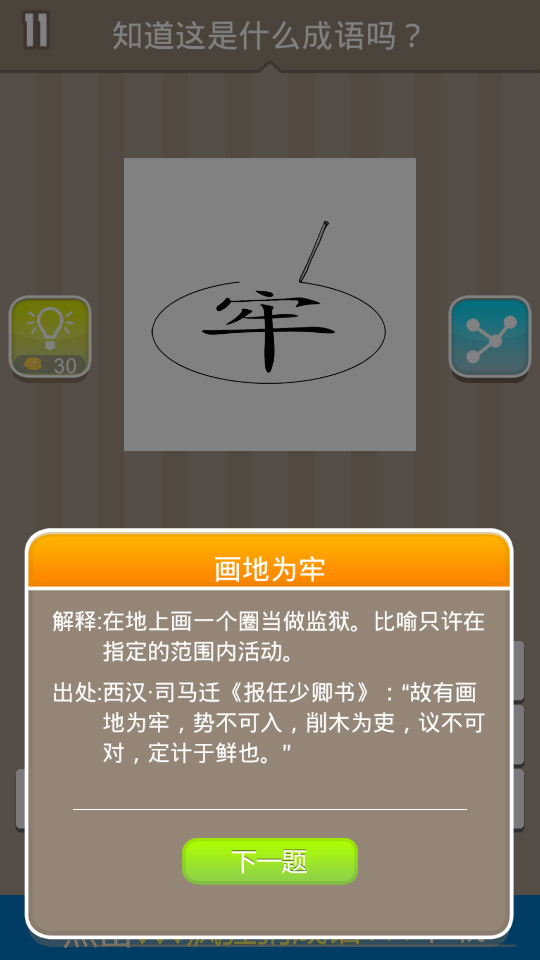 知道这是什么成语吗？
牢
30
画地为牢
解释:在地上画一个圈当做监狱。比喻只许在
指定的范围内活动。
出处:西汉·司马迁《报任少卿书》：“故有画
地为牢，势不可入，削木为吏，议不可
对，定计于鲜也。”
下一题